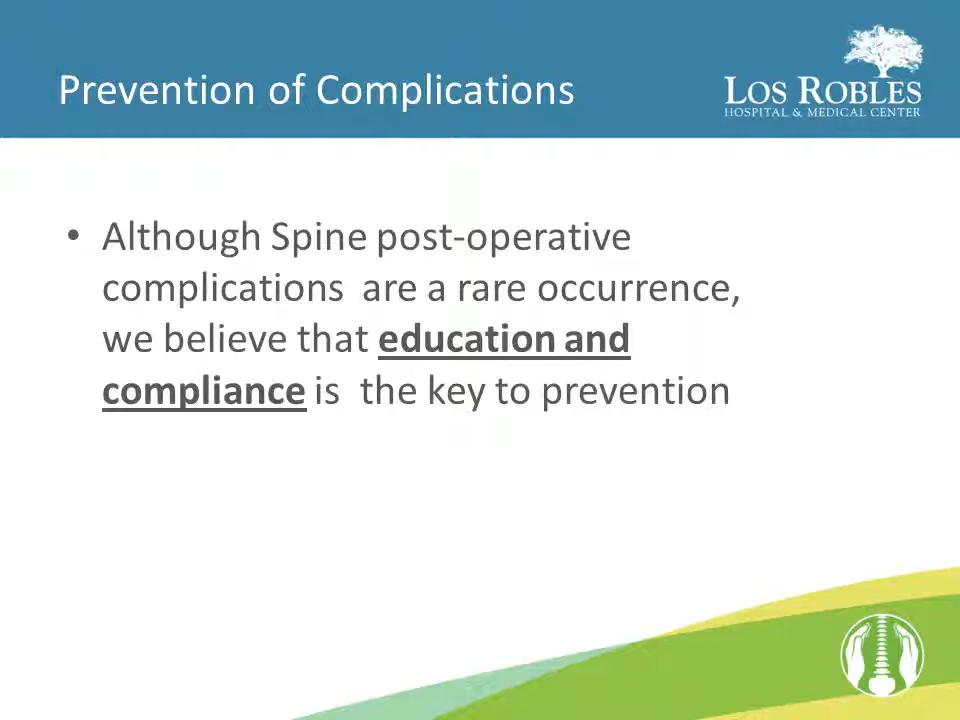 Prevention of Complications
LOS ROBLES
HOSPITAL & MEDICAL CENTER
• Although Spine post-operative
complications  are a rare occurrence,
we believe that education and
compliance is  the key to prevention